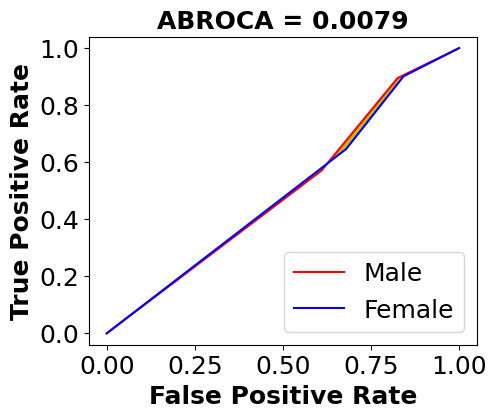 ABROCA = 0.0079
True Positive Rate
1.0
0.8
0.6
0.4
0.2
0.0
Male
Female
0.00 0.25 0.50 0.75 1.00
False Positive Rate